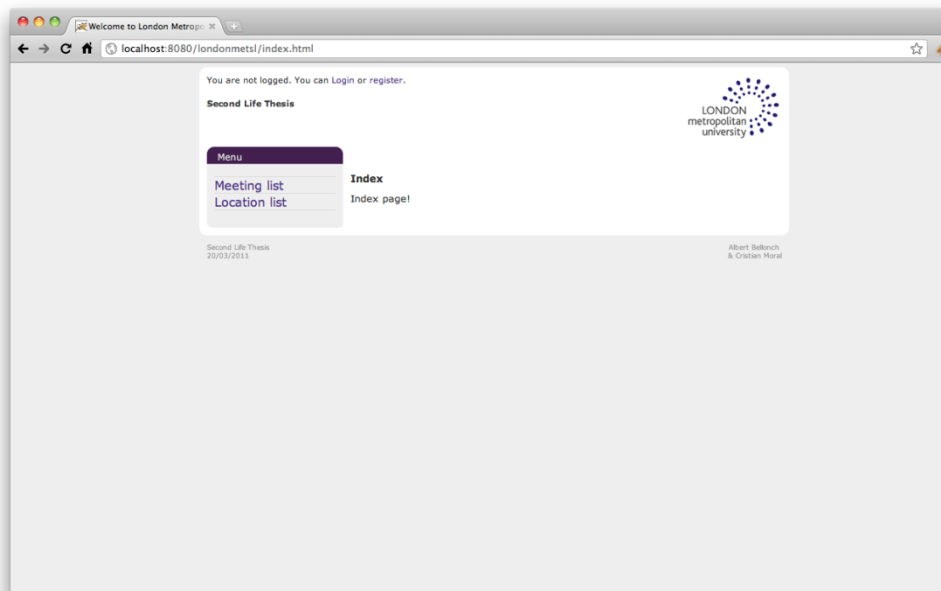 Welcome to London Metropo
localhost:8080/londonmetsl/index.html
You are not logged. You can Login or register.
Second Life Thesis
LONDON
metropolitan
university
Menu
Meeting list
Location list
Index
Index page!
Second Life Thesis
20/03/2011
Albert Bellonch
& Cristian Moral